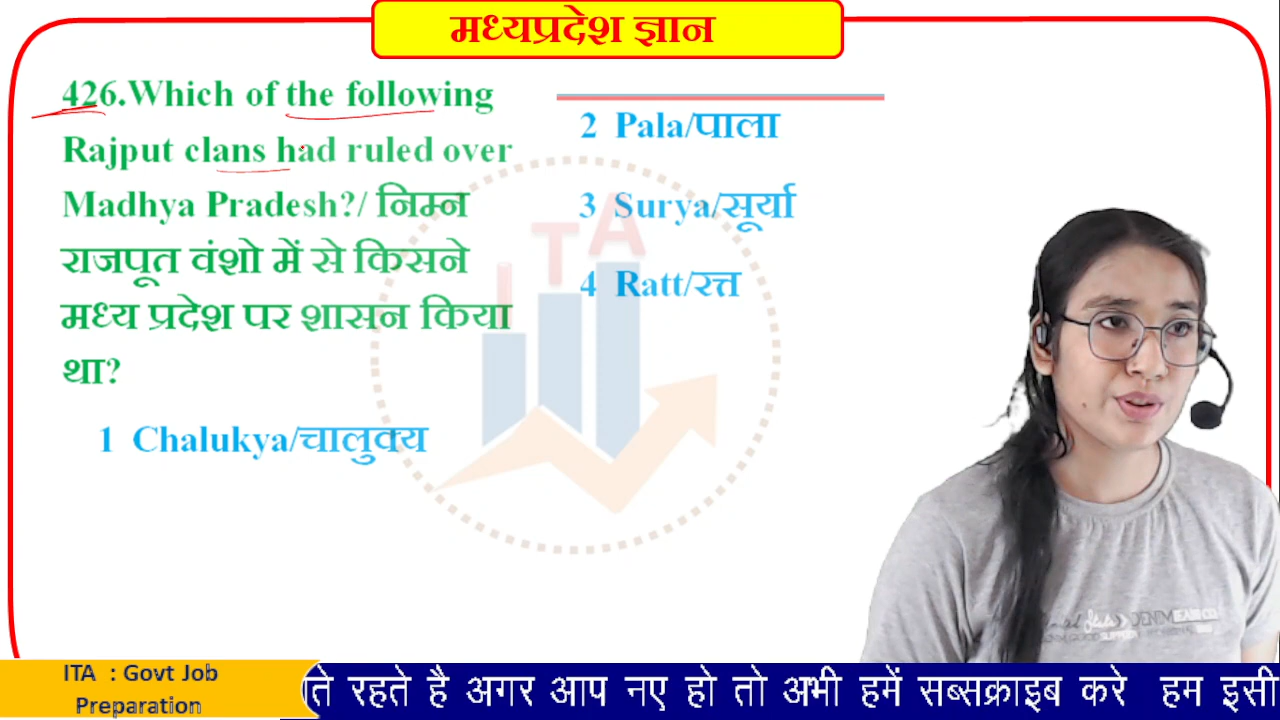 मध्यप्रदेश ज्ञान
426.Which of the following
Rajput clans had ruled over
Madhya Pradesh?/ निम्न
राजपूत वंशो में से किसने
मध्य प्रदेश पर शासन किया
था?
1 Chalukya/चालुक्य
2 Pala/पाला
3 Surya/सूर्या
4 Ratt/रत्त
ITA
ITA : Govt Job
Preparation
ते रहते है अगर आप नए हो तो अभी हमें सब्सक्राइब करे हम इसी